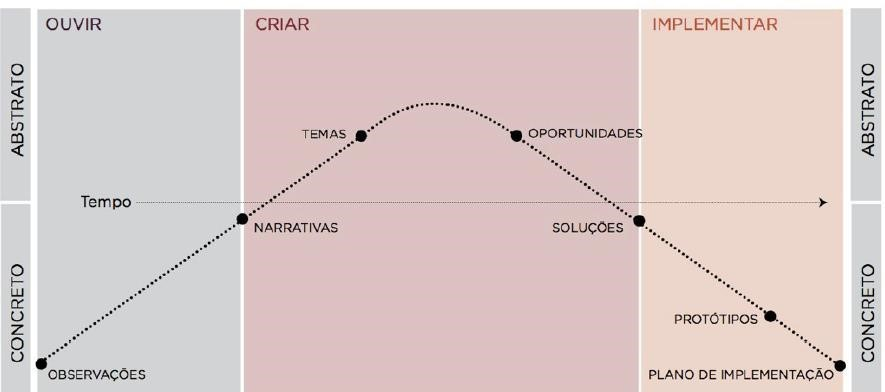 OUVIR
CRIAR
IMPLEMENTAR
ABSTRATO
ABSTRATO
TEMAS
OPORTUNIDADES
Tempo
NARRATIVAS
SOLUÇÕES
CONCRETO
CONCRETO
PROTÓTIPOS
OBSERVAÇÕES
PLANO DE IMPLEMENTAÇÃO